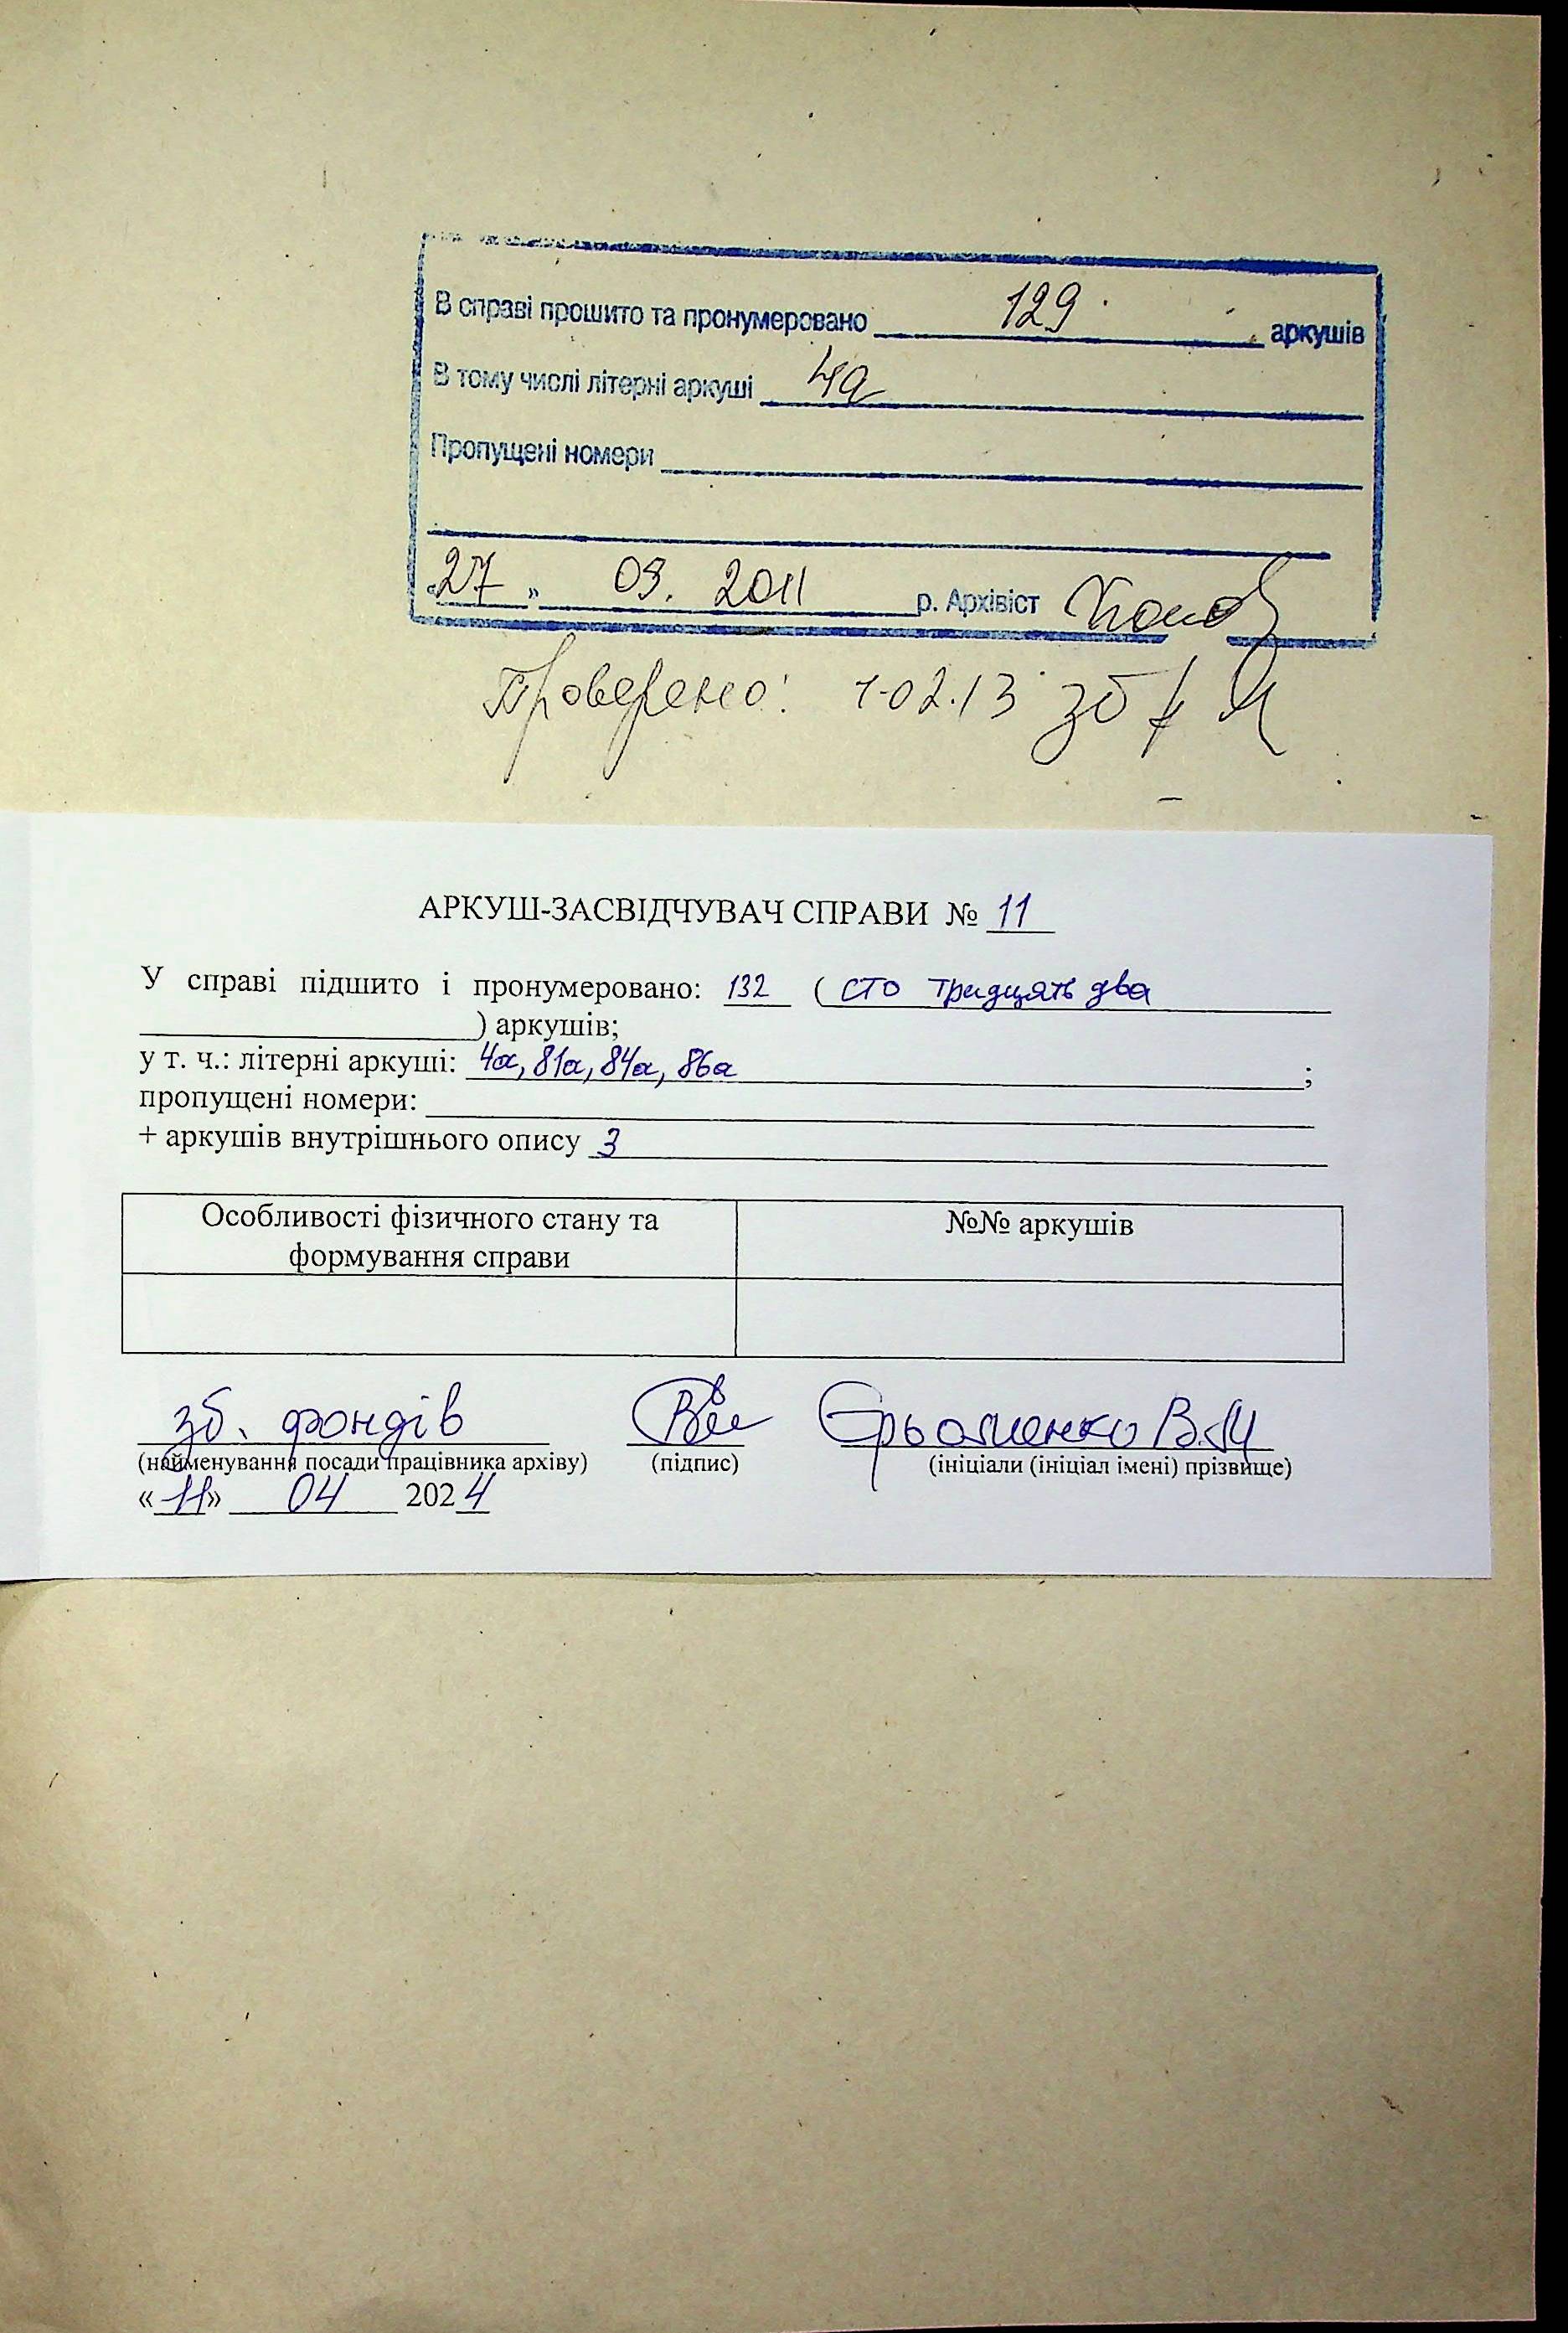 В справі прошито та пронумеровано 129 аркушів
В тому числі літерні аркуші 4а
Пропущені номери
«27» 09. 2011 р. Архівіст
Проверено: 1-02.13 зб ф
АРКУШ-ЗАСВІДЧУВАЧ СПРАВИ № 11
У справі підшито і пронумеровано: 132 ( сто тридцять два
) аркушів;
у т. ч.: літерні аркуші: 4а, 81а, 84а, 86а ;
пропущені номери:
+ аркушів внутрішнього опису 3
Особливості фізичного стану та
формування справи
№№ аркушів
зб. фондів Єрьоменко В.М
(найменування посади працівника архіву) (підпис) (ініціали (ініціал імені) прізвище)
«11» 04 2024